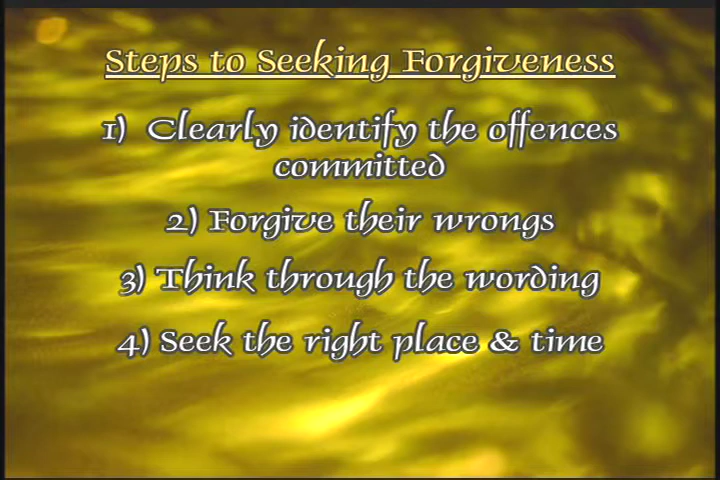 Steps to Seeking Forgiveness
1) Clearly identify the offences
committed
2) Forgive their wrongs
3) Think through the wording
4) Seek the right place & time